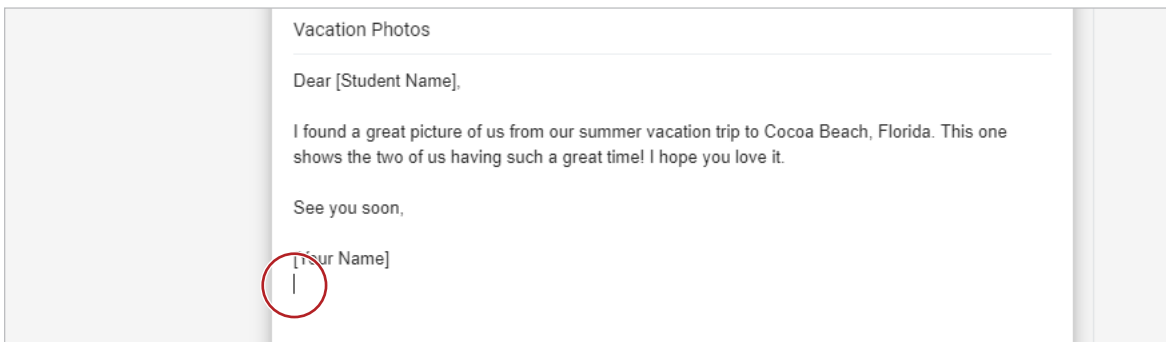 Vacation Photos
Dear [Student Name],
I found a great picture of us from our summer vacation trip to Cocoa Beach, Florida. This one
shows the two of us having such a great time! I hope you love it.
See you soon,
[Your Name]